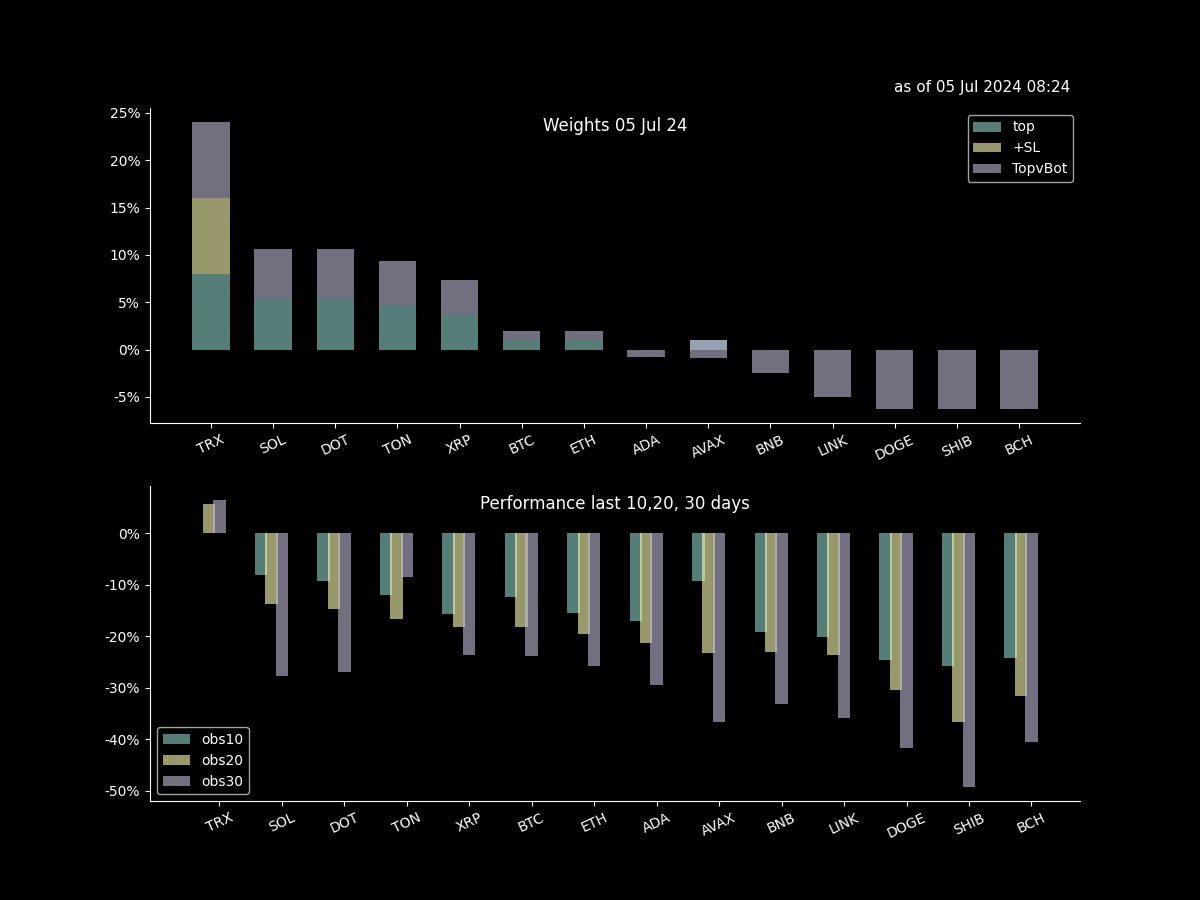 as of 05 Jul 2024 08:24
Weights 05 Jul 24
top
+SL
TopvBot
25%
20%
15%
10%
5%
0%
-5%
TRX SOL DOT TON XRP BTC ETH ADA AVAX BNB LINK DOGE SHIB BCH
Performance last 10,20, 30 days
0%
-10%
-20%
-30%
-40%
-50%
obs10
obs20
obs30
TRX SOL DOT TON XRP BTC ETH ADA AVAX BNB LINK DOGE SHIB BCH